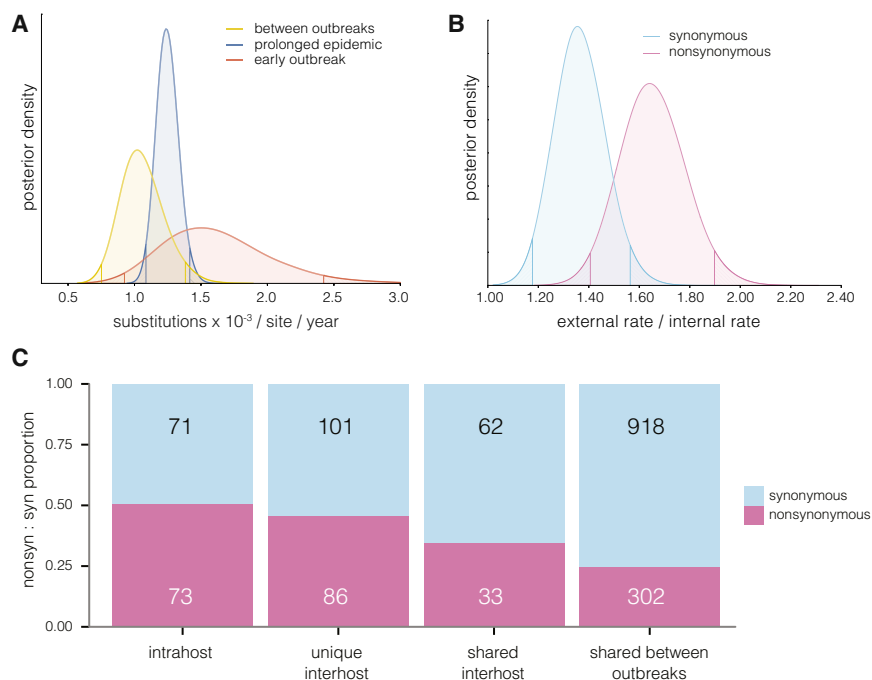 A
between outbreaks
prolonged epidemic
early outbreak
posterior density
0.5 1.0 1.5 2.0 2.5 3.0
substitutions x 10⁻³ / site / year
B
synonymous
nonsynonymous
posterior density
1.00 1.20 1.40 1.60 1.80 2.00 2.20 2.40
external rate / internal rate
C
nonsyn : syn proportion
1.00
0.75
0.50
0.25
0.00
71 101 62 918
73 86 33 302
synonymous
nonsynonymous
intrahost unique shared shared between
interhost interhost outbreaks